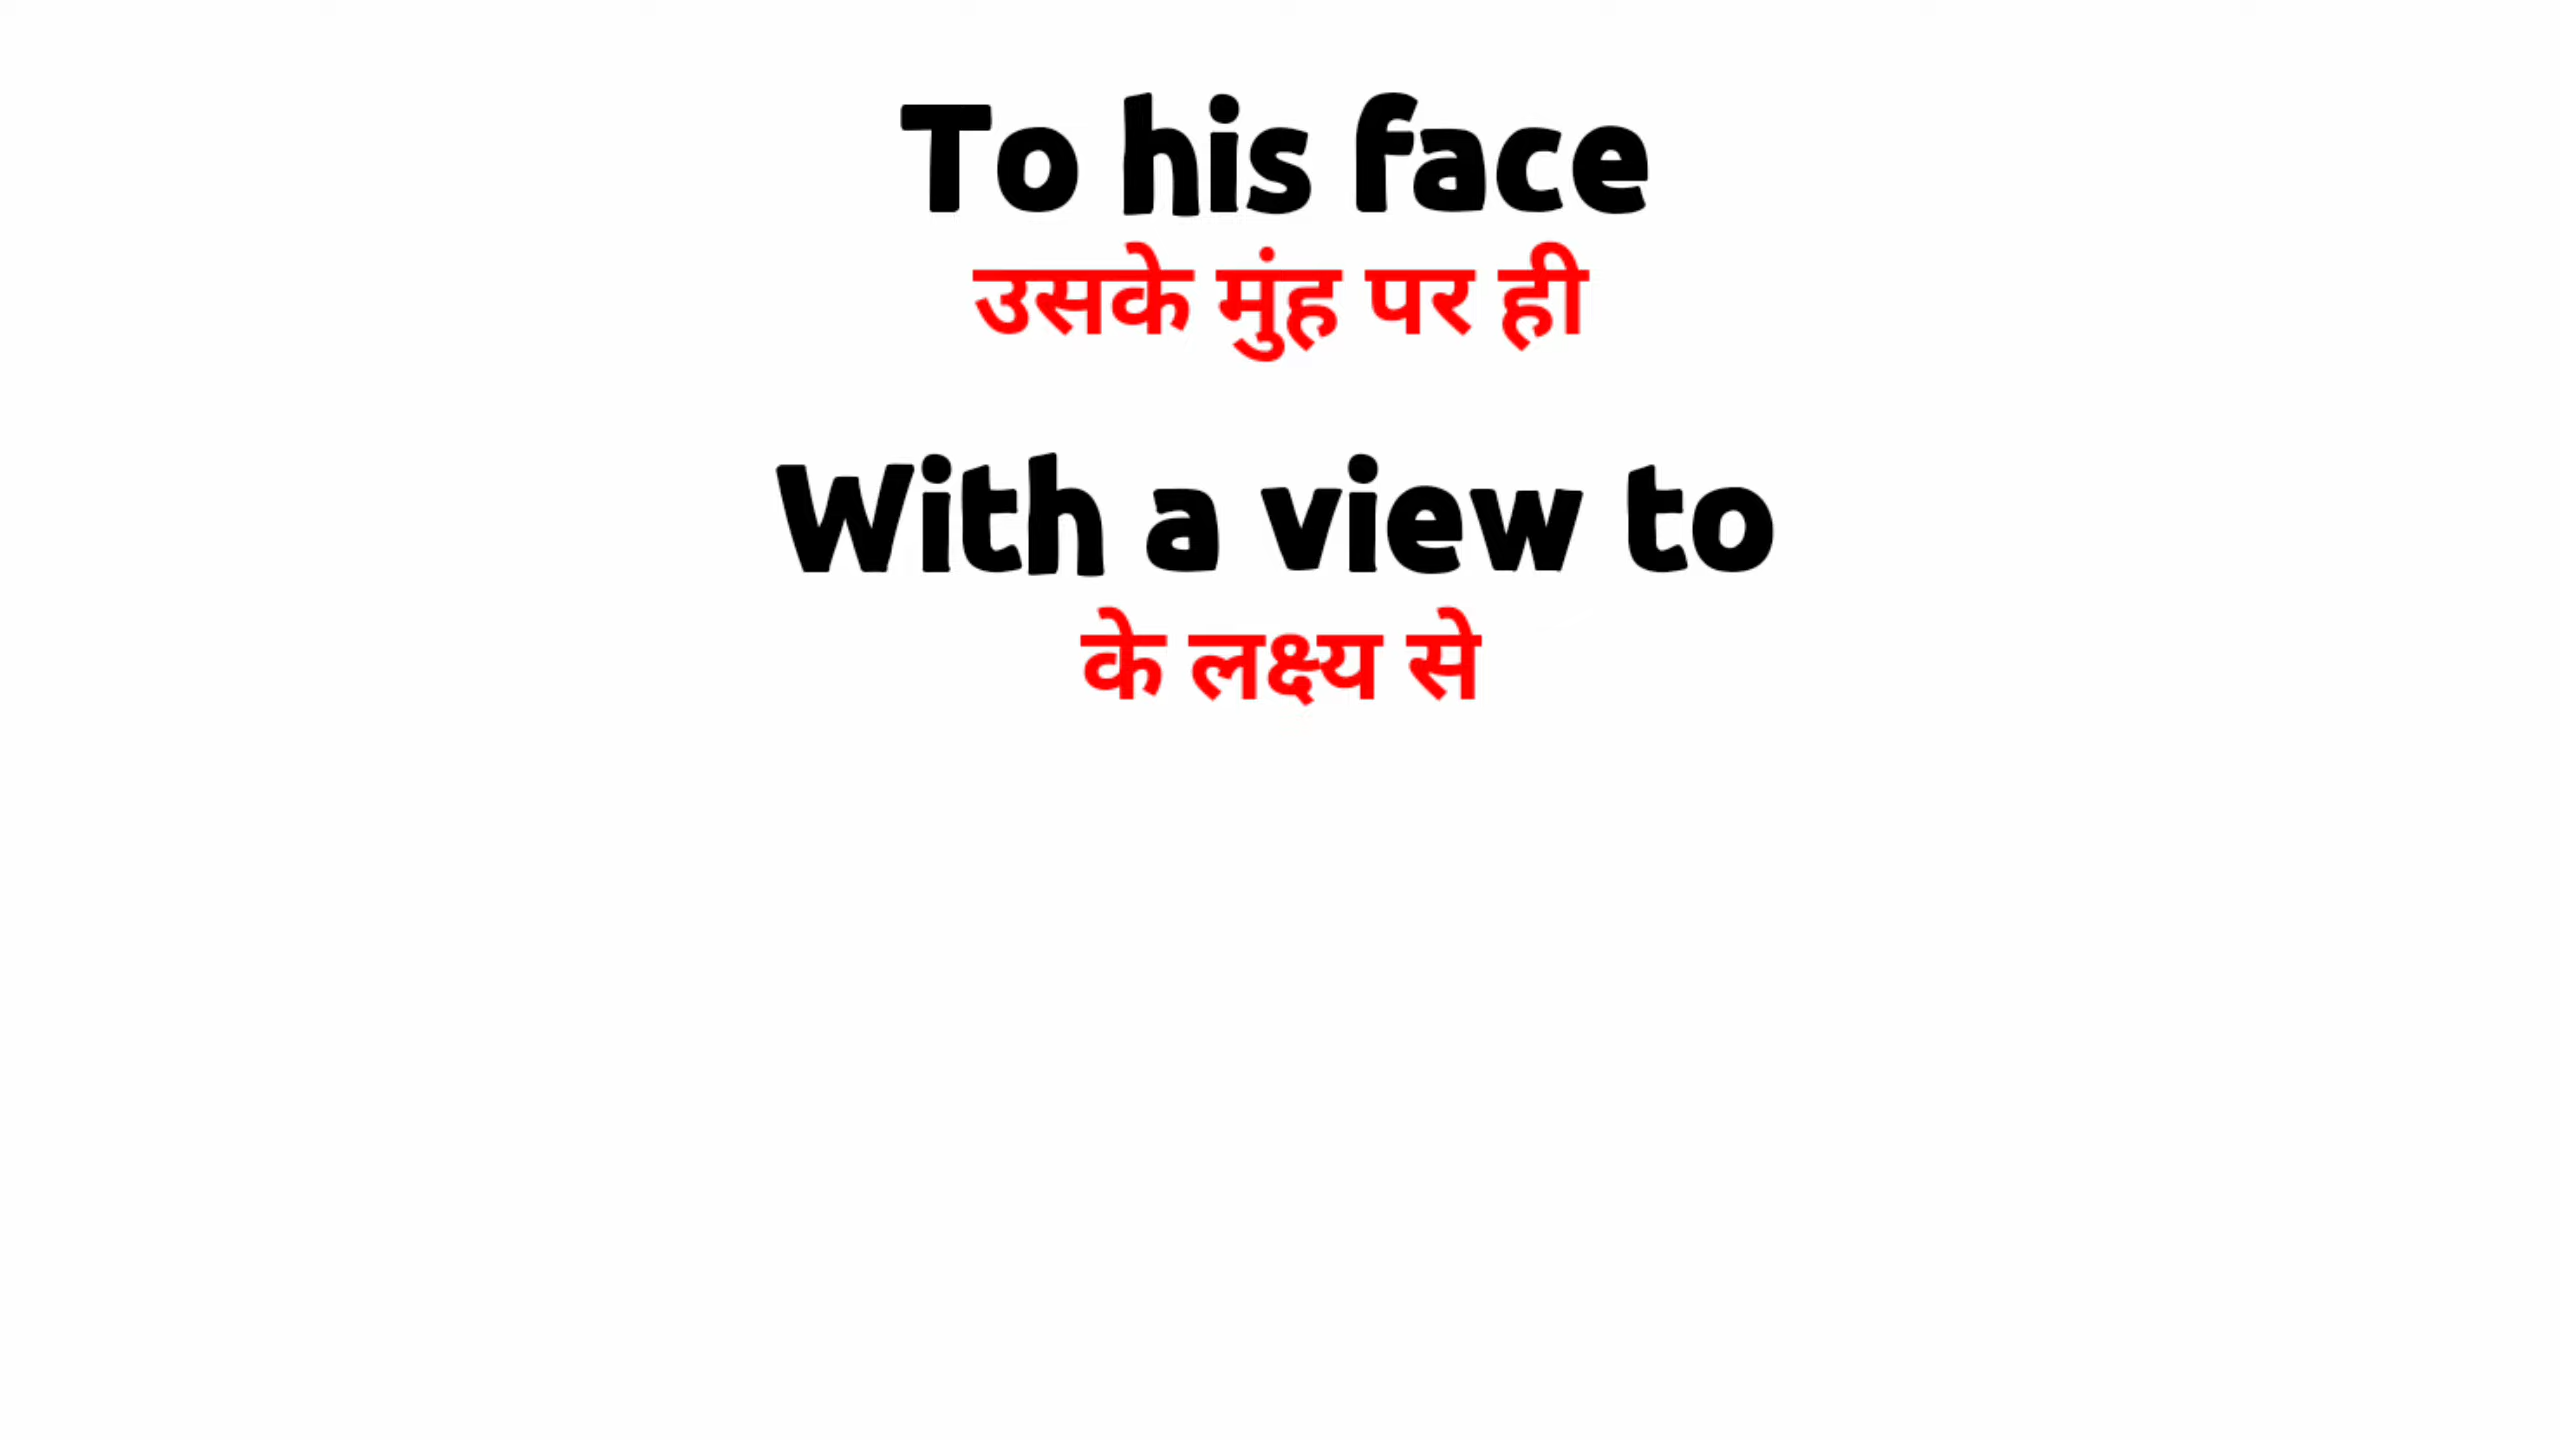 To his face
उसके मुंह पर ही
With a view to
के लक्ष्य से